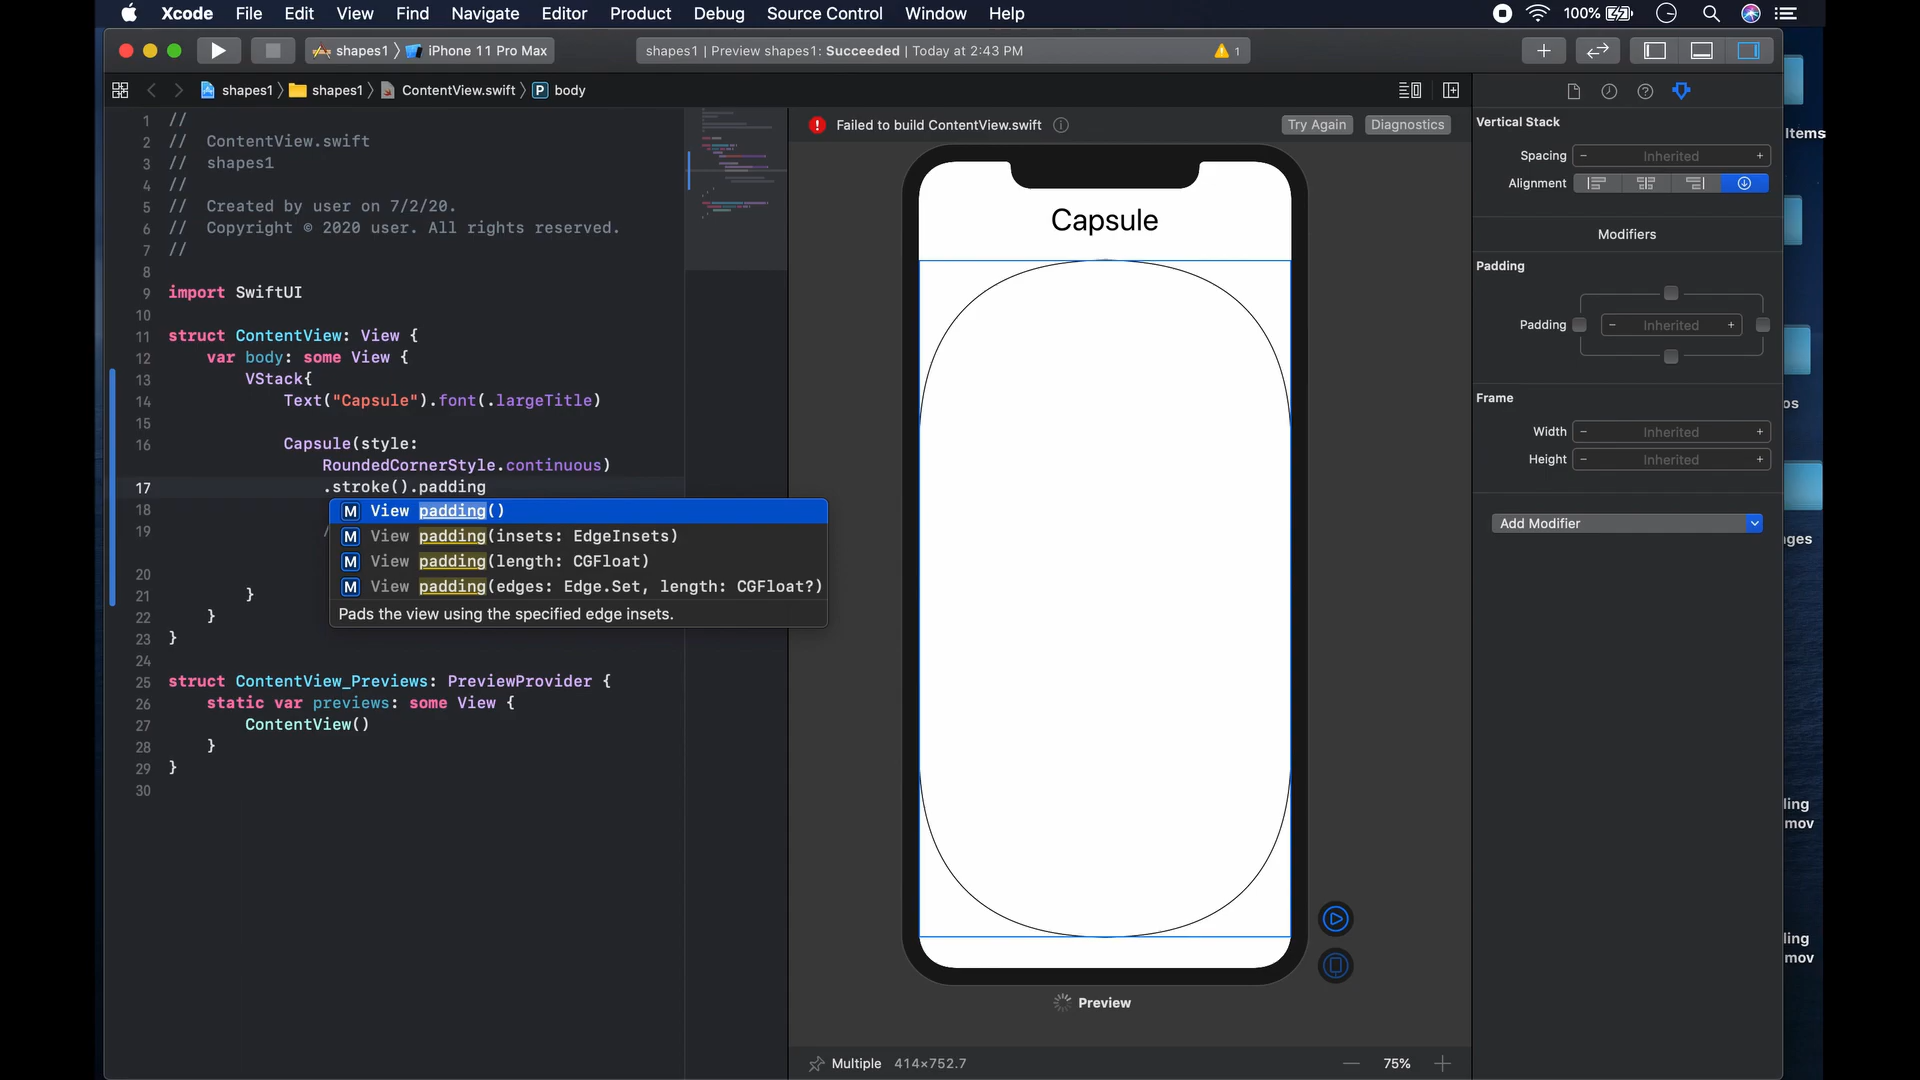 Xcode File Edit View Find Navigate Editor Product Debug Source Control Window Help 100%
shapes1 iPhone 11 Pro Max shapes1 | Preview shapes1: Succeeded | Today at 2:43 PM 1
shapes1 shapes1 ContentView.swift P body
Failed to build ContentView.swift Try Again Diagnostics
1 //
2 // ContentView.swift
3 // shapes1
4 //
5 // Created by user on 7/2/20.
6 // Copyright © 2020 user. All rights reserved.
7 //
8
9 import SwiftUI
10
11 struct ContentView: View {
12 var body: some View {
13 VStack{
14 Text("Capsule").font(.largeTitle)
15
16 Capsule(style:
RoundedCornerStyle.continuous)
17 .stroke().padding
18
19 /
20
21 }
22 }
23 }
24
25 struct ContentView_Previews: PreviewProvider {
26 static var previews: some View {
27 ContentView()
28 }
29 }
30
M View padding()
M View padding(insets: EdgeInsets)
M View padding(length: CGFloat)
M View padding(edges: Edge.Set, length: CGFloat?)
Pads the view using the specified edge insets.
Capsule
Preview
Multiple 414×752.7 75%
Vertical Stack
Spacing Inherited
Alignment
Modifiers
Padding
Padding Inherited
Frame
Width Inherited
Height Inherited
Add Modifier
Items
os
ges
ling
mov
ling
mov